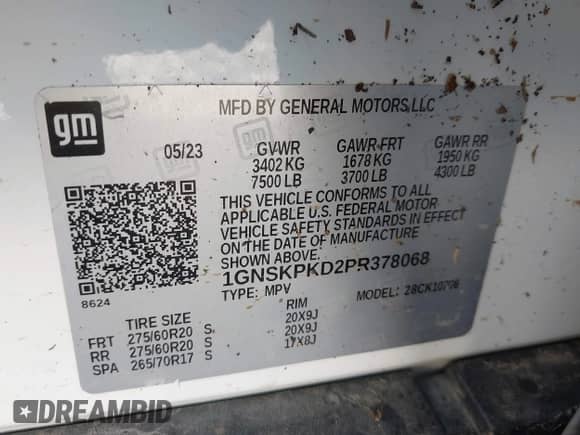 gm
MFD BY GENERAL MOTORS LLC
05/23 GVWR GAWR FRT GAWR RR
3402 KG 1678 KG 1950 KG
7500 LB 3700 LB 4300 LB
THIS VEHICLE CONFORMS TO ALL
APPLICABLE U.S. FEDERAL MOTOR
VEHICLE SAFETY STANDARDS IN EFFECT
ON THE DATE OF MANUFACTURE
SHOWN ABOVE.
1GNSKPKD2PR378068
8624
TYPE: MPV MODEL:
TIRE SIZE RIM
FRT 275/60R20 S 20X9J
RR 275/60R20 S 20X9J
SPA 265/70R17 S 17X8J
DREAMBID